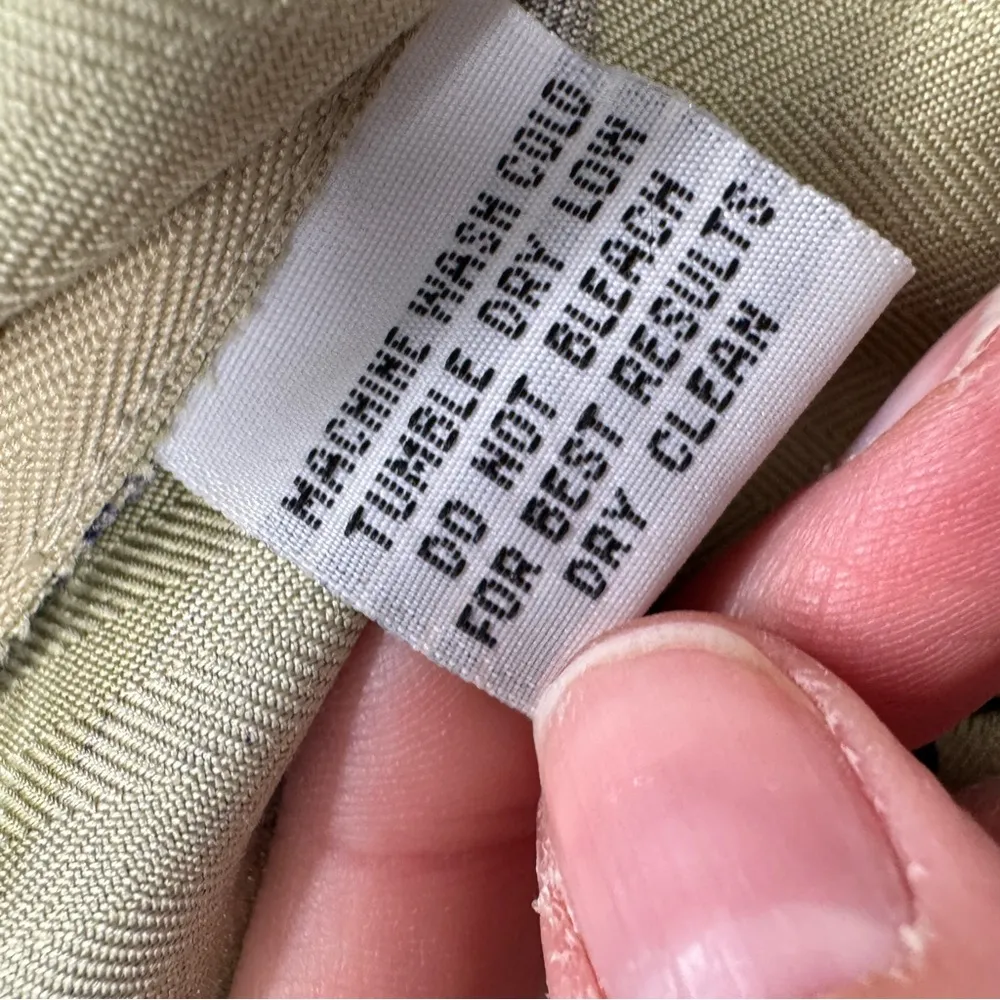 MACHINE WASH COLD
TUMBLE DRY LOW
DO NOT BLEACH
FOR BEST RESULTS
DRY CLEAN